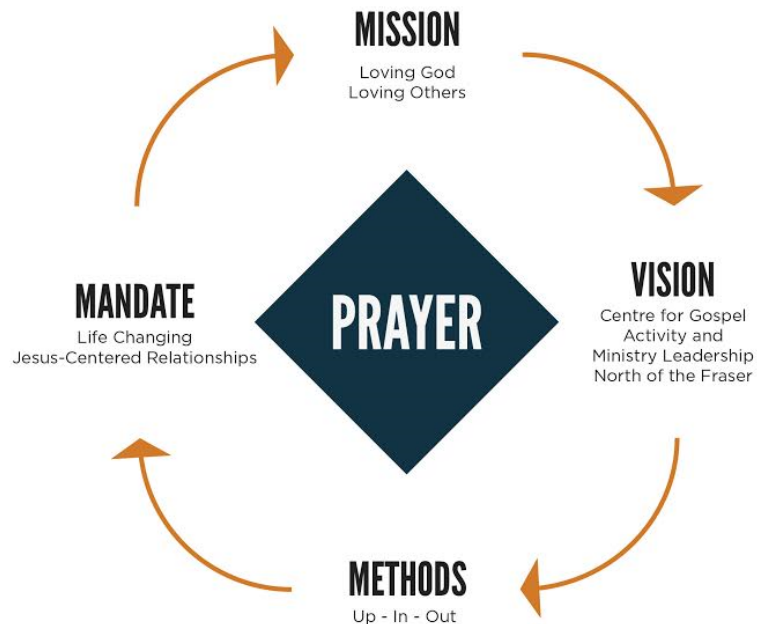 MISSION
Loving God
Loving Others
VISION
Centre for Gospel
Activity and
Ministry Leadership
North of the Fraser
PRAYER
MANDATE
Life Changing
Jesus-Centered Relationships
METHODS
Up - In - Out